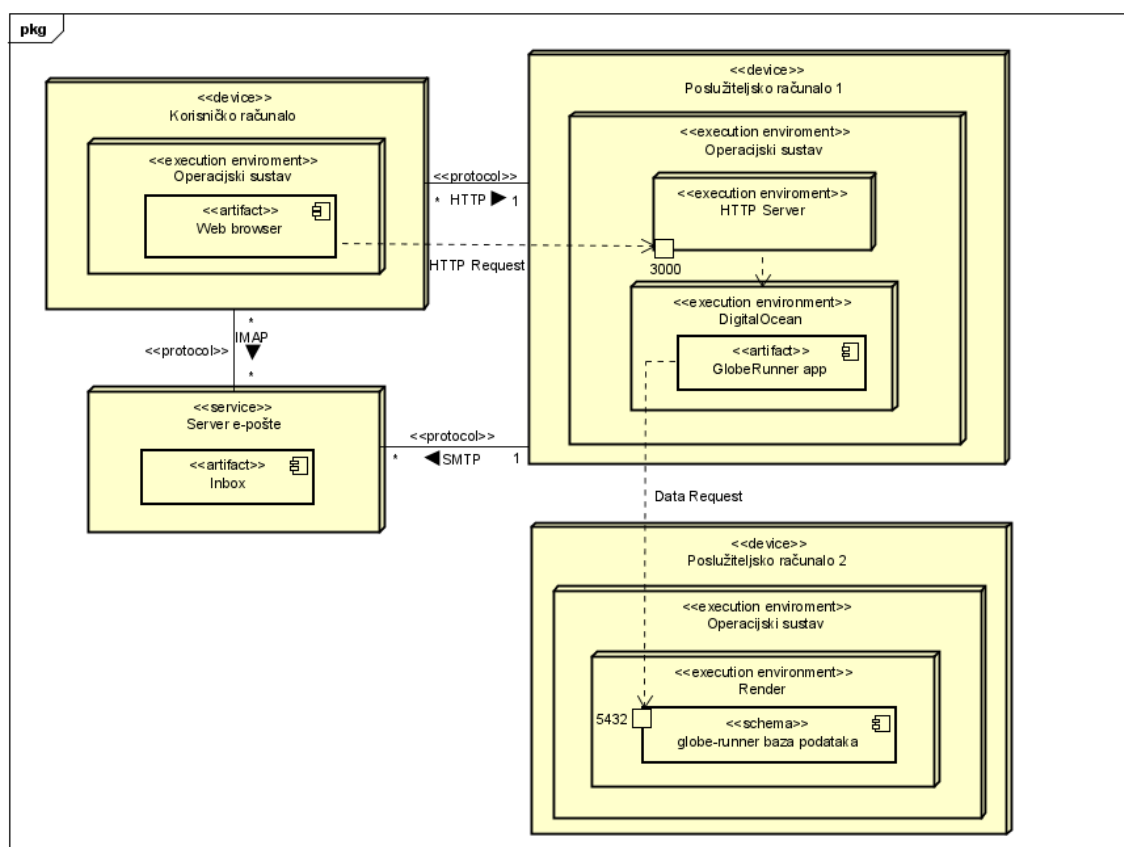 pkg
<<device>>
Korisničko računalo
<<execution enviroment>>
Operacijski sustav
<<artifact>>
Web browser
<<protocol>>
* HTTP ▶ 1
HTTP Request
<<device>>
Poslužiteljsko računalo 1
<<execution enviroment>>
Operacijski sustav
<<execution enviroment>>
HTTP Server
3000
<<execution environment>>
DigitalOcean
<<artifact>>
GlobeRunner app
*
IMAP
<<protocol>> ▼
*
<<service>>
Server e-pošte
<<artifact>>
Inbox
<<protocol>>
* ◀ SMTP 1
Data Request
<<device>>
Poslužiteljsko računalo 2
<<execution enviroment>>
Operacijski sustav
<<execution environment>>
Render
5432
<<schema>>
globe-runner baza podataka